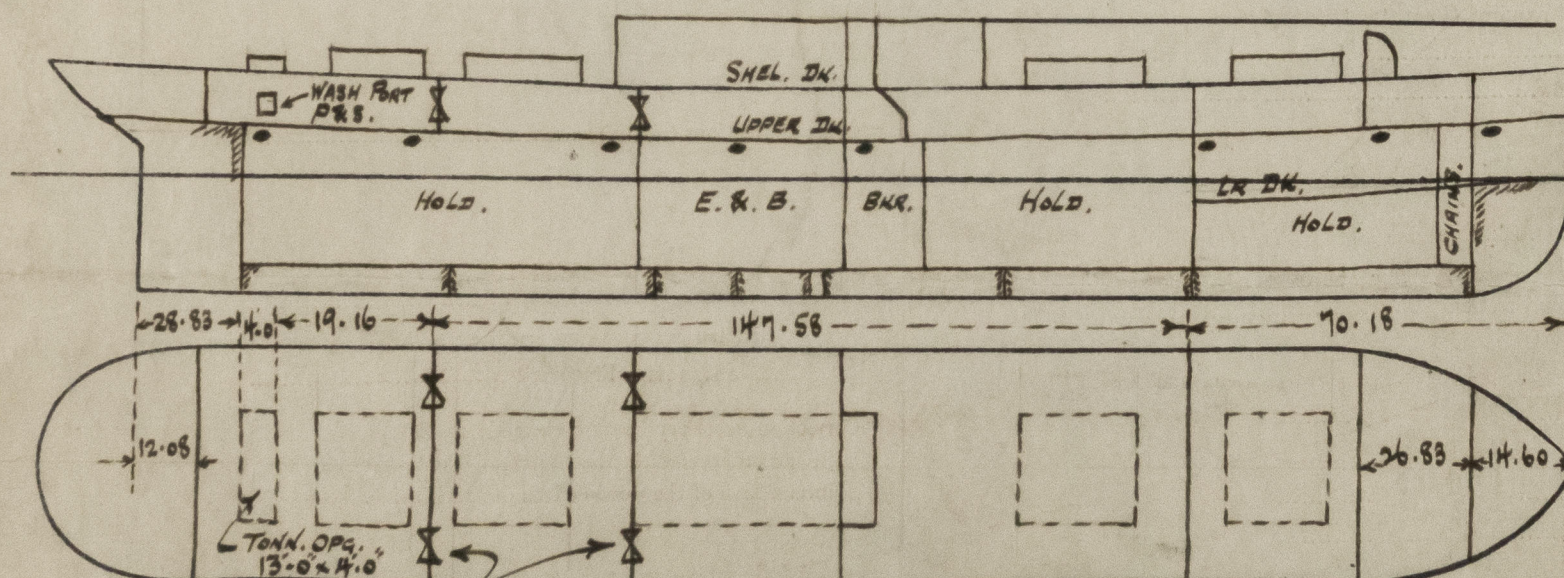 SHEL. DK.
WASH PORT
P&S.
UPPER DK.
HOLD.
E. & B.
BKR.
HOLD.
LR DK.
HOLD.
CHAINS.
28.83
4.0
19.16
147.58
70.18
12.08
26.83
14.60
TONN. OPG.
13'-0" x 4'.0"